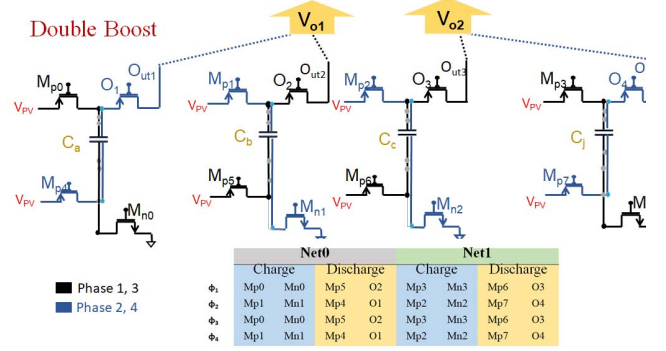 Double Boost
Vo1
Vo2
Mp0
O1
Out1
Mp1
O2
Out2
Mp2
O3
Out3
Mp3
O4
VPV
VPV
VPV
VPV
Ca
Cb
Cc
Cj
Mp4
Mp5
Mp6
Mp7
VPV
VPV
VPV
VPV
Mn0
Mn1
Mn2
Net0 Net1
Charge Discharge Charge Discharge
ϕ1 Mp0 Mn0 Mp5 O2 Mp3 Mn3 Mp6 O3
ϕ2 Mp1 Mn1 Mp4 O1 Mp2 Mn2 Mp7 O4
ϕ3 Mp0 Mn0 Mp5 O2 Mp3 Mn3 Mp6 O3
ϕ4 Mp1 Mn1 Mp4 O1 Mp2 Mn2 Mp7 O4
Phase 1, 3
Phase 2, 4